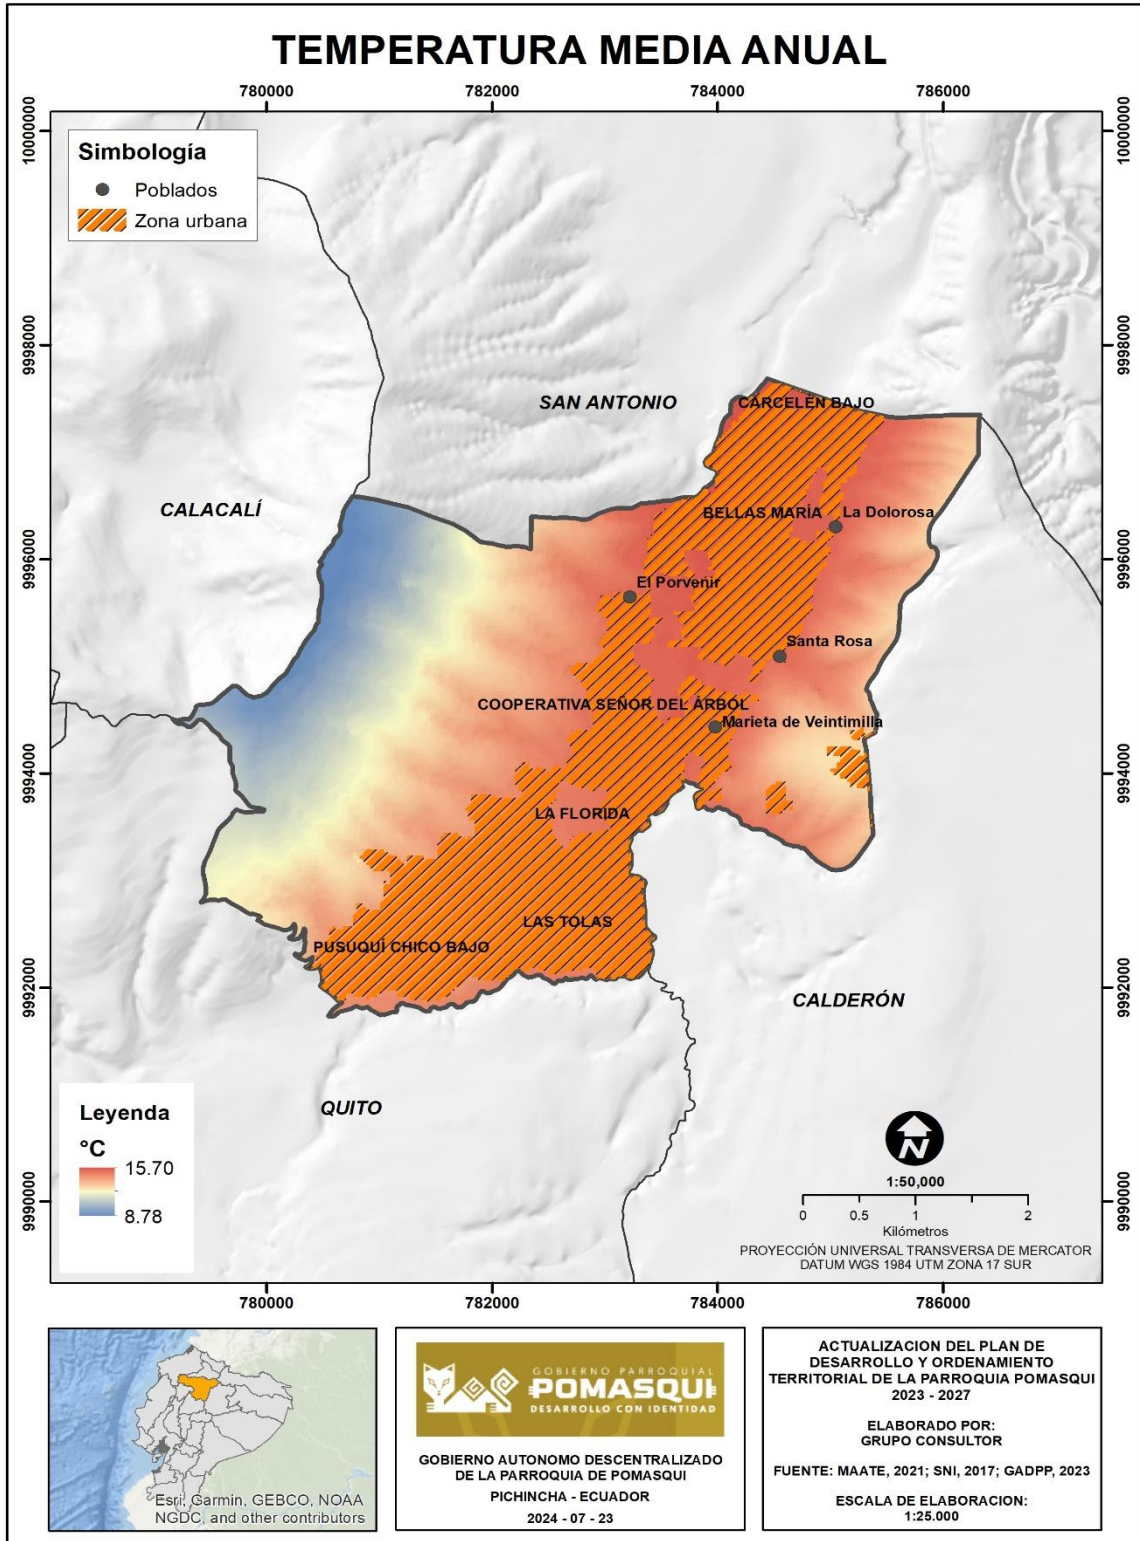 TEMPERATURA MEDIA ANUAL
780000
782000
784000
786000
10000000
10000000
Simbología
Poblados
Zona urbana
9998000
9998000
SAN ANTONIO
CARCELÉN BAJO
CALACALÍ
BELLAS MARÍA
La Dolorosa
9996000
9996000
El Porvenir
Santa Rosa
COOPERATIVA SEÑOR DEL ÁRBOL
Marieta de Veintimilla
9994000
9994000
LA FLORIDA
LAS TOLAS
PUSUQUÍ CHICO BAJO
9992000
9992000
CALDERÓN
QUITO
Leyenda
°C
15.70
8.78
9990000
9990000
N
1:50,000
0 0.5 1 2
Kilómetros
PROYECCIÓN UNIVERSAL TRANSVERSA DE MERCATOR
DATUM WGS 1984 UTM ZONA 17 SUR
780000
782000
784000
786000
Esri, Garmin, GEBCO, NOAA
NGDC, and other contributors
GOBIERNO PARROQUIAL
POMASQUI
DESARROLLO CON IDENTIDAD
GOBIERNO AUTONOMO DESCENTRALIZADO
DE LA PARROQUIA DE POMASQUI
PICHINCHA - ECUADOR
2024 - 07 - 23
ACTUALIZACION DEL PLAN DE
DESARROLLO Y ORDENAMIENTO
TERRITORIAL DE LA PARROQUIA POMASQUI
2023 - 2027
ELABORADO POR:
GRUPO CONSULTOR
FUENTE: MAATE, 2021; SNI, 2017; GADPP, 2023
ESCALA DE ELABORACION:
1:25.000